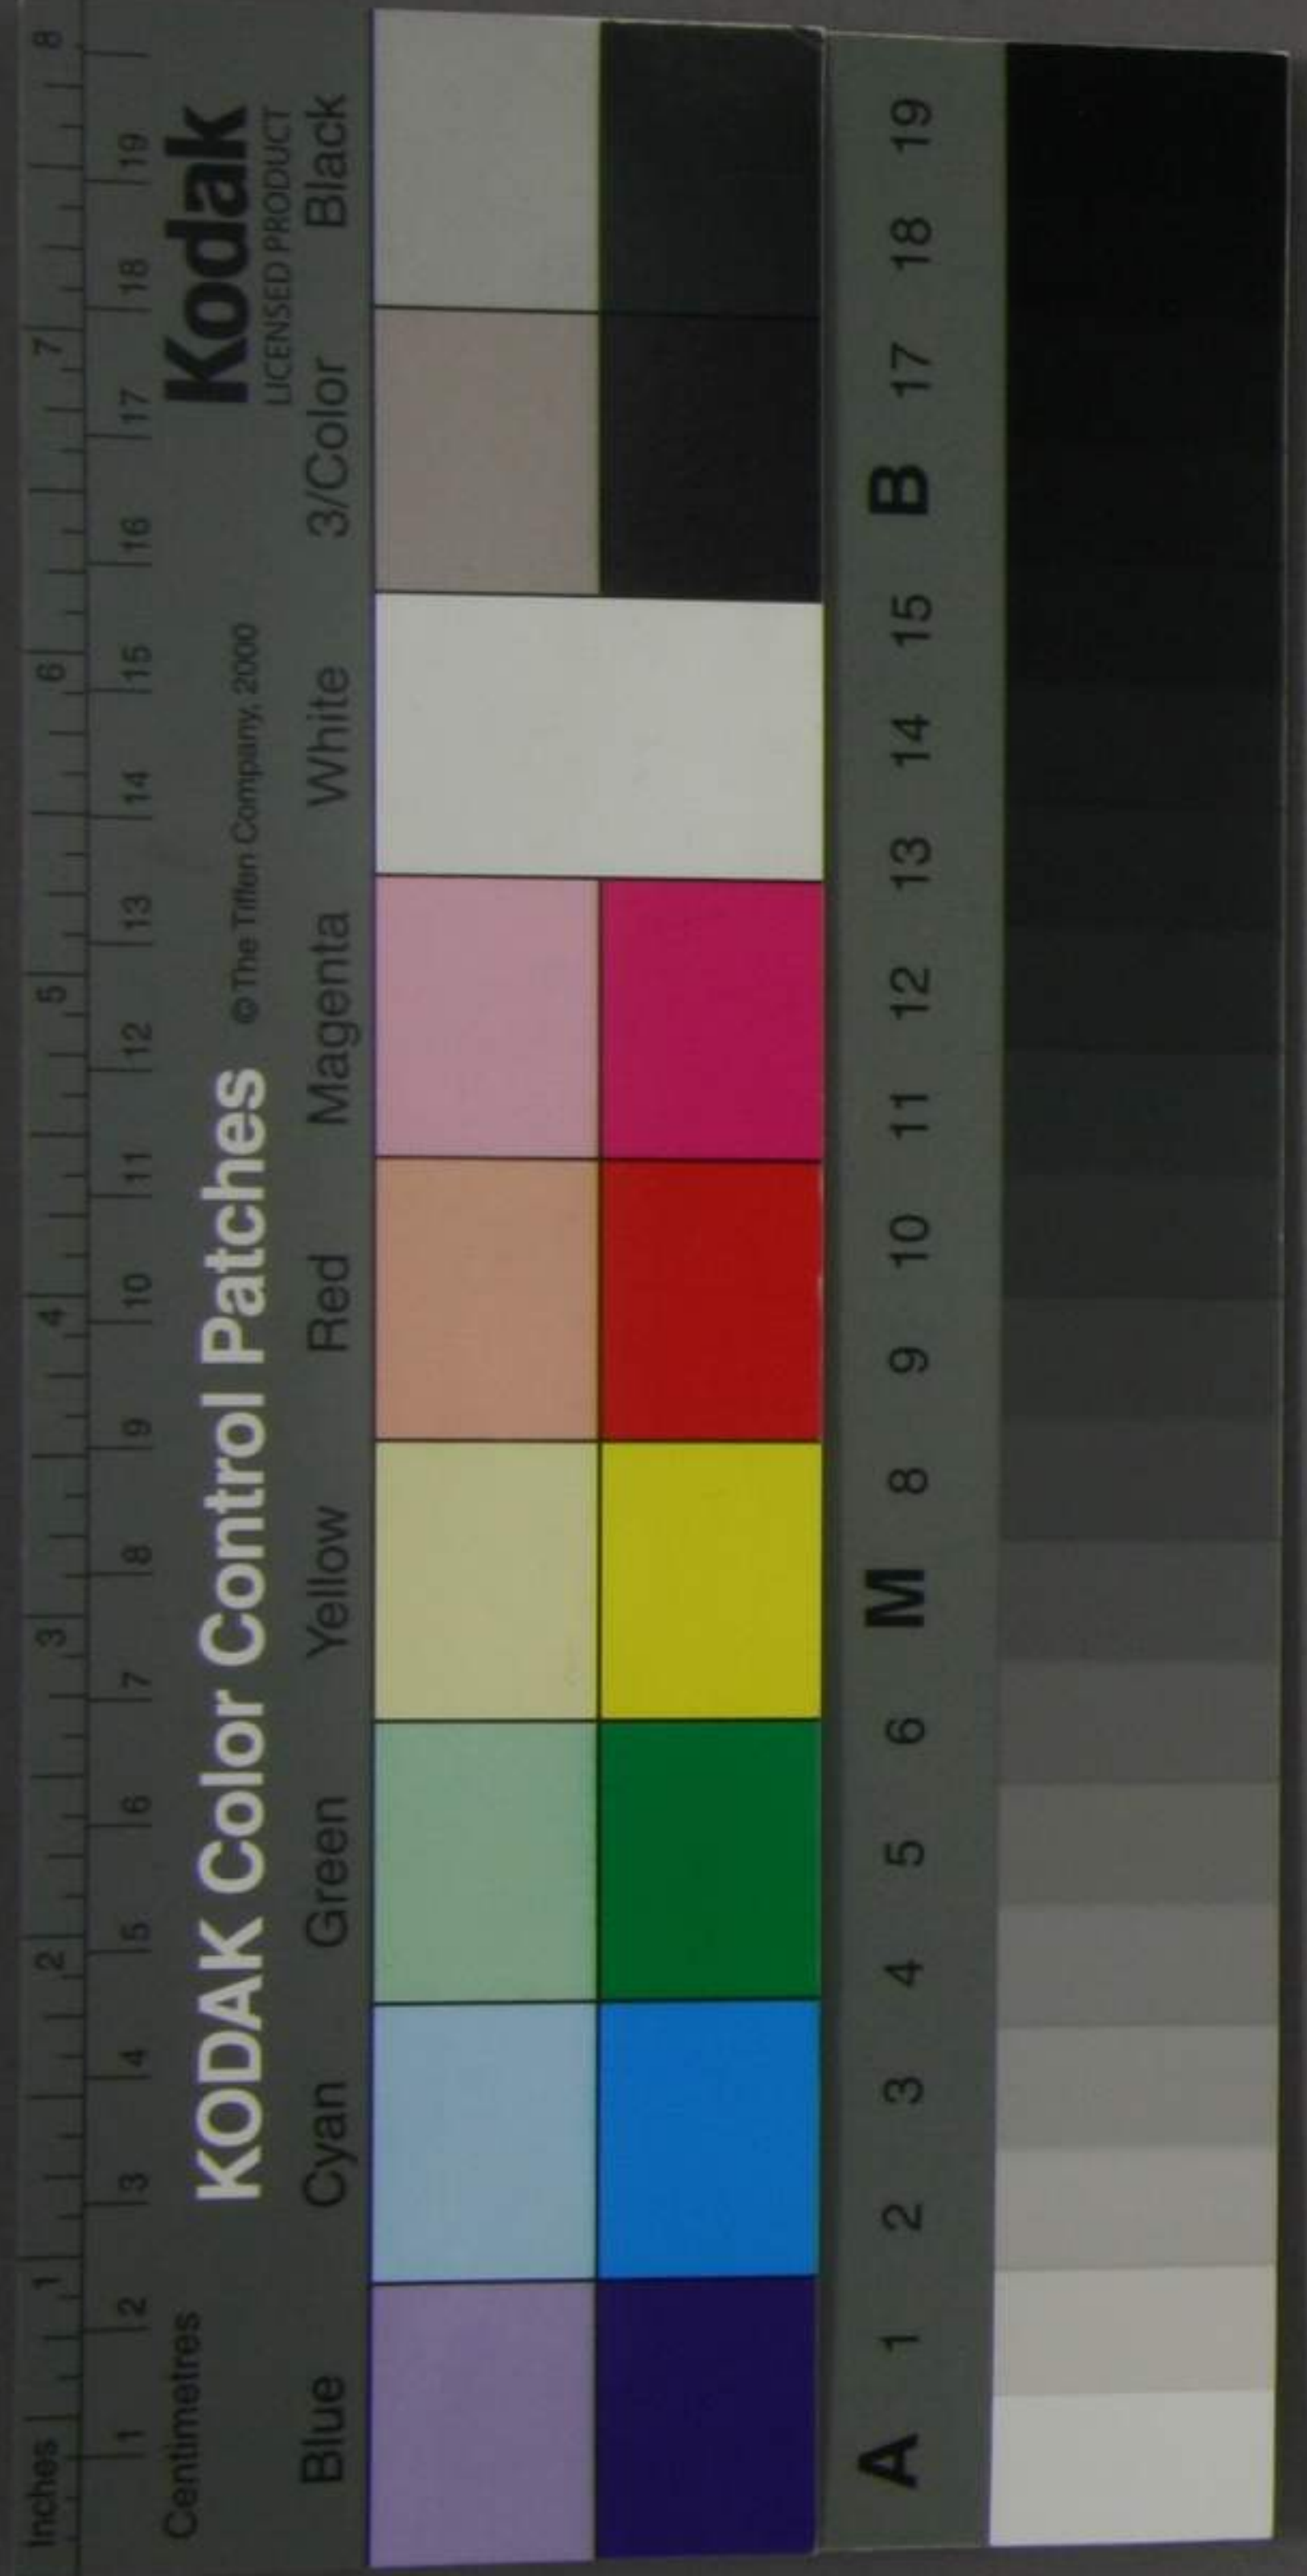 Inches 1 2 3 4 5 6 7 8
Centimetres 1 2 3 4 5 6 7 8 9 10 11 12 13 14 15 16 17 18 19
KODAK Color Control Patches © The Tiffen Company, 2000 Kodak
LICENSED PRODUCT
Blue Cyan Green Yellow Red Magenta White 3/Color Black
A 1 2 3 4 5 6 M 8 9 10 11 12 13 14 15 B 17 18 19